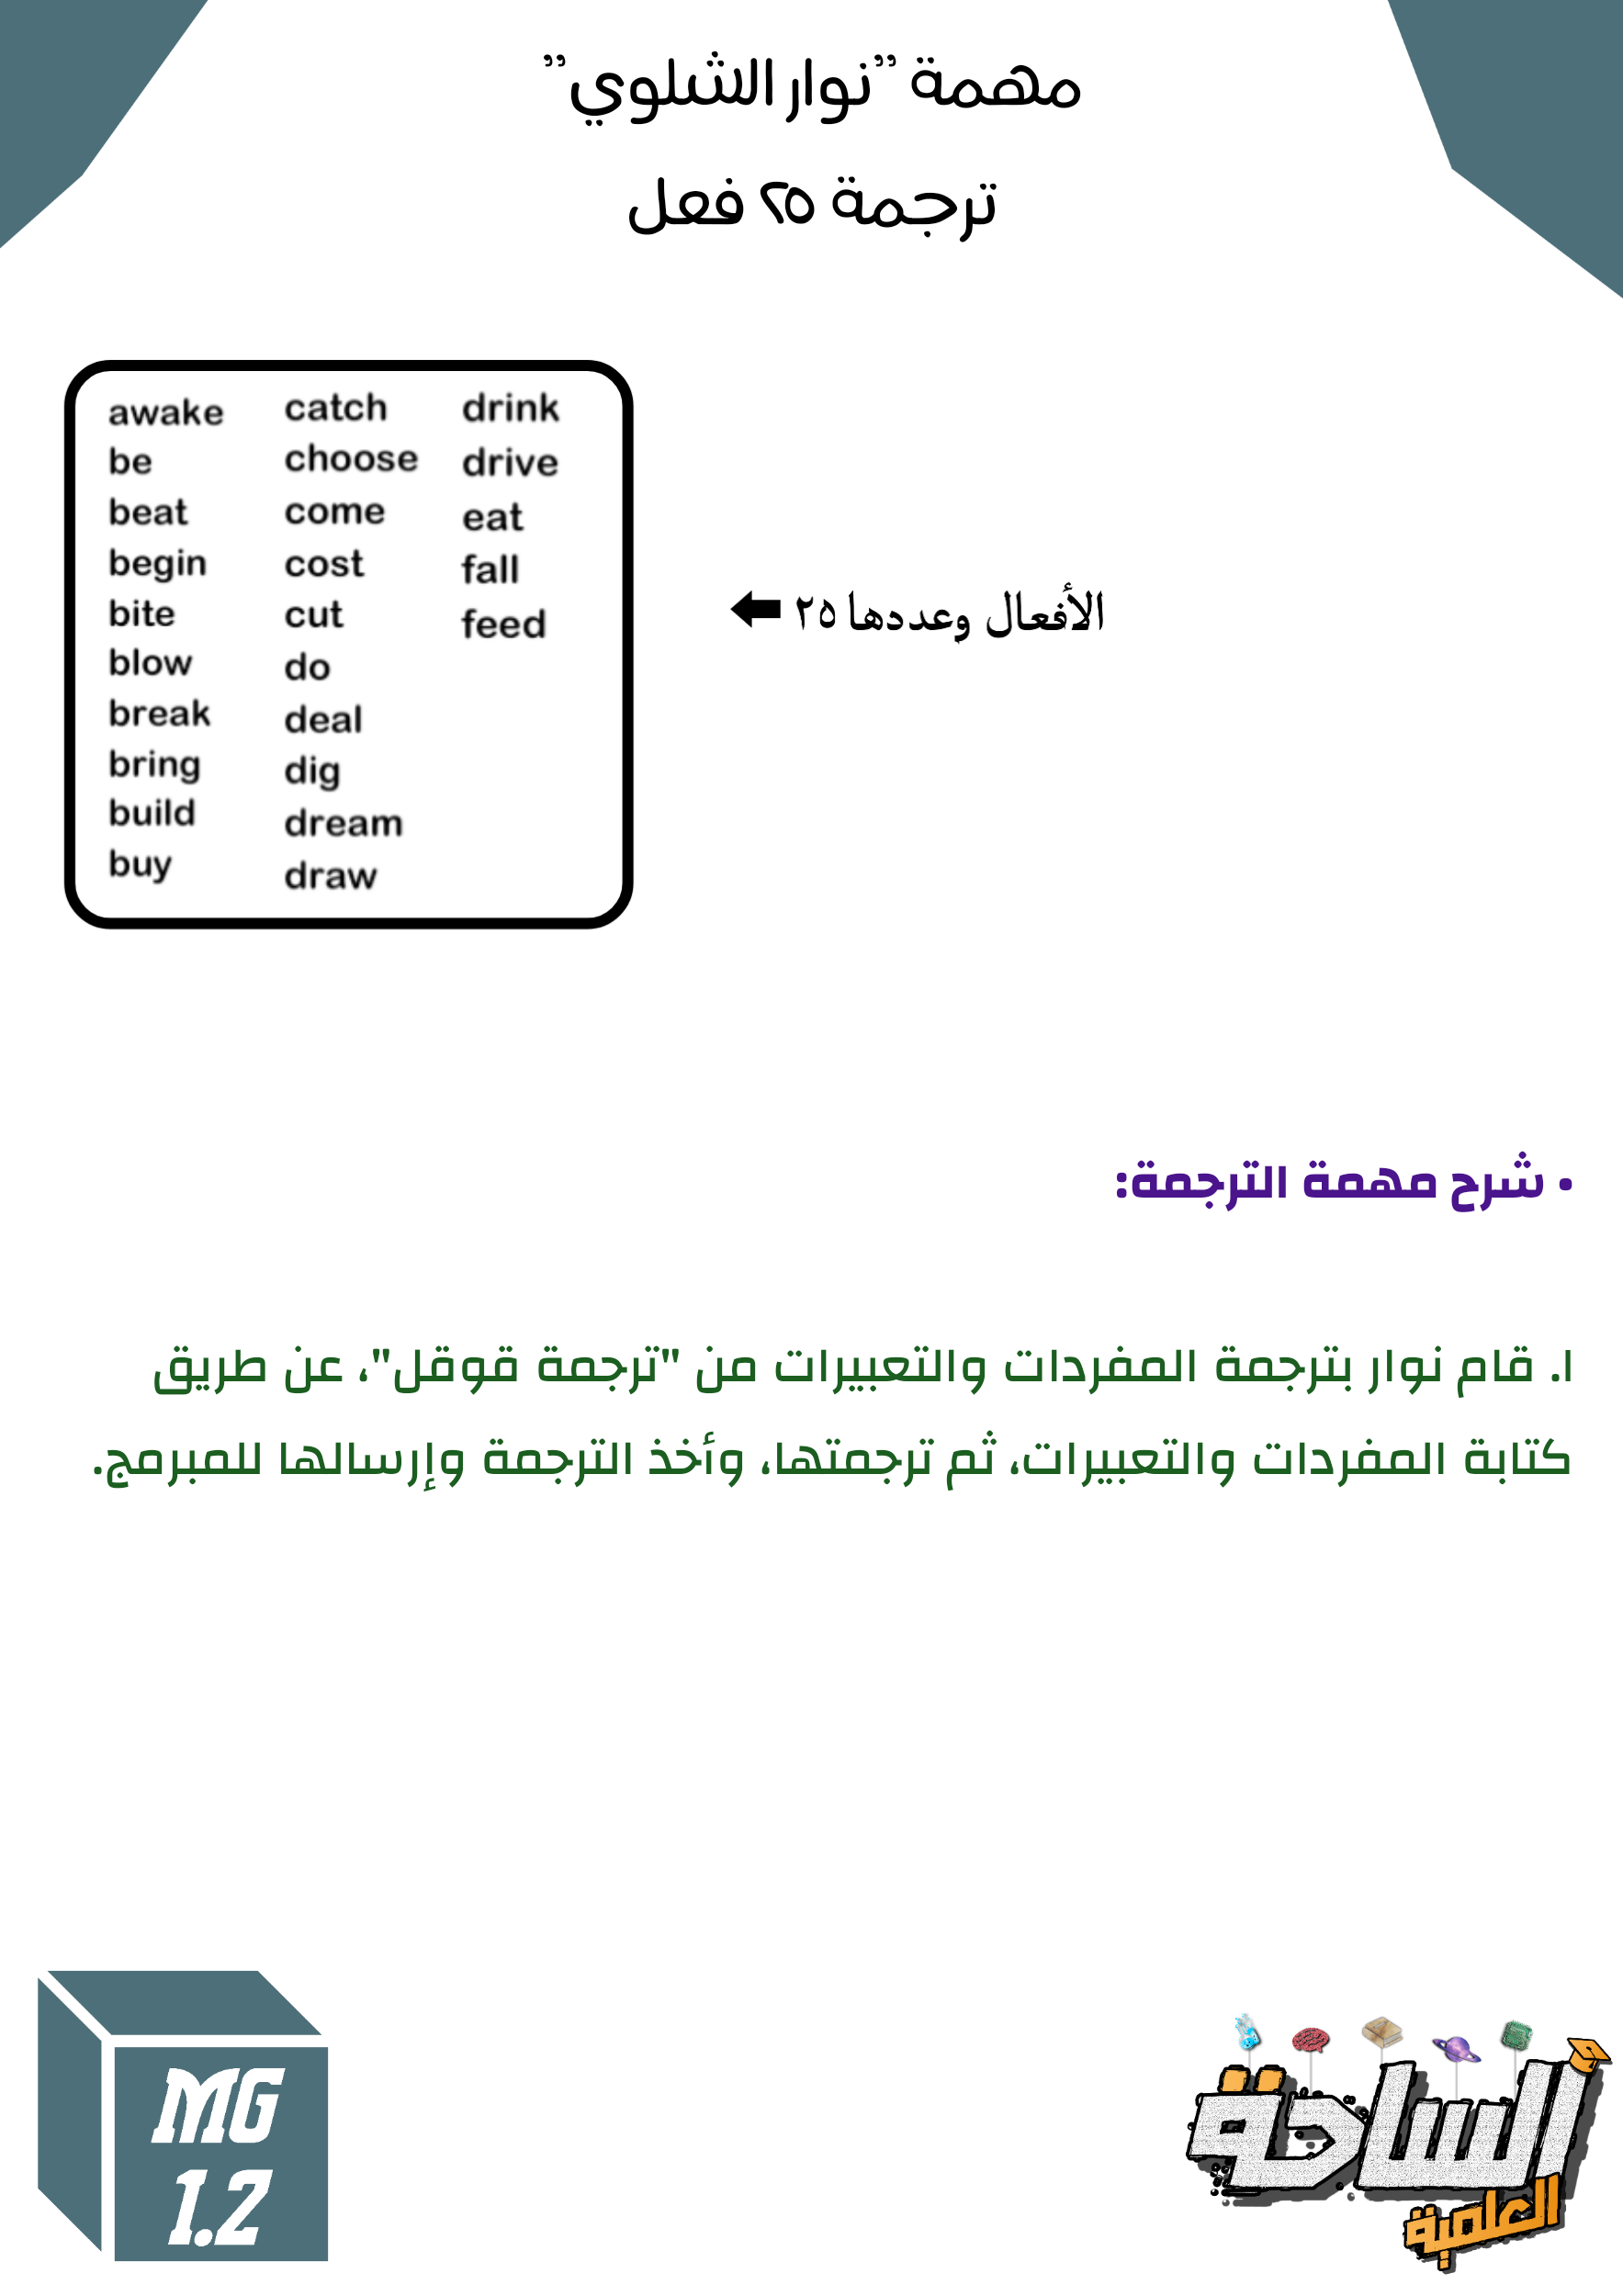 مهمة ”نوار الشلوي”
ترجمة ٢٥ فعل
awake
be
beat
begin
bite
blow
break
bring
build
buy
catch
choose
come
cost
cut
do
deal
dig
dream
draw
drink
drive
eat
fall
feed
الأفعال وعددها ٢٥
• شرح مهمة الترجمة:
١. قام نوار بترجمة المفردات والتعبيرات من "ترجمة قوقل"، عن طريق
كتابة المفردات والتعبيرات، ثم ترجمتها، وأخذ الترجمة وإرسالها للمبرمج.
MG
1.2
الساحة
العلمية